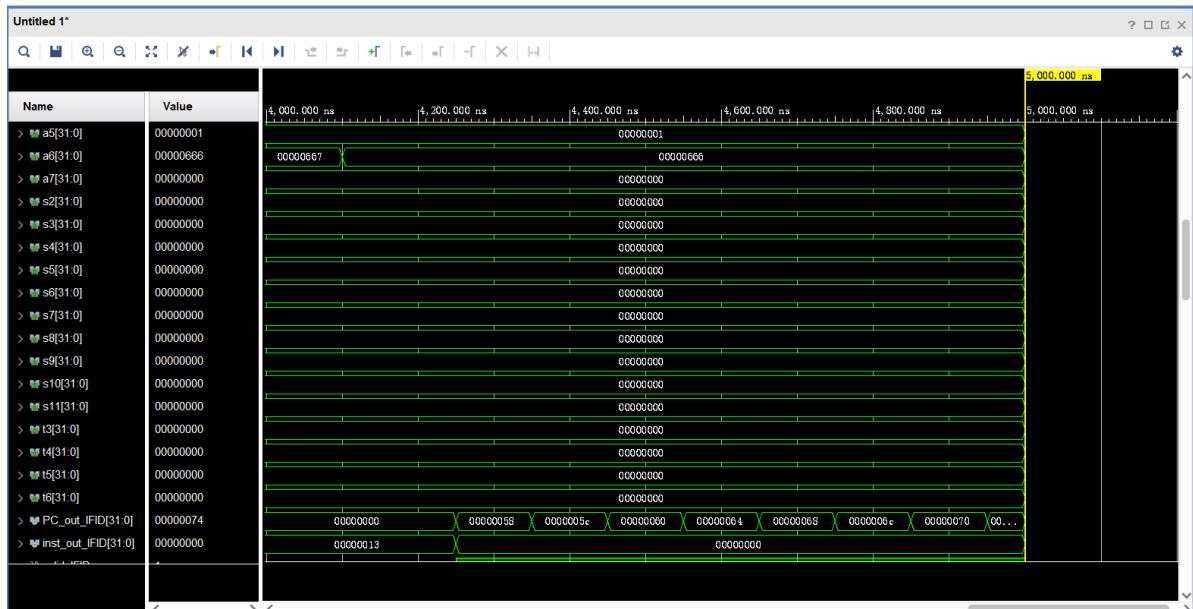 Untitled 1*
5,000.000 ns
Name Value 4,000.000 ns 4,200.000 ns 4,400.000 ns 4,600.000 ns 4,800.000 ns 5,000.000 ns
a5[31:0] 00000001 00000001
a6[31:0] 00000666 00000667 00000666
a7[31:0] 00000000 00000000
s2[31:0] 00000000 00000000
s3[31:0] 00000000 00000000
s4[31:0] 00000000 00000000
s5[31:0] 00000000 00000000
s6[31:0] 00000000 00000000
s7[31:0] 00000000 00000000
s8[31:0] 00000000 00000000
s9[31:0] 00000000 00000000
s10[31:0] 00000000 00000000
s11[31:0] 00000000 00000000
t3[31:0] 00000000 00000000
t4[31:0] 00000000 00000000
t5[31:0] 00000000 00000000
t6[31:0] 00000000 00000000
PC_out_IFID[31:0] 00000074 00000000 00000058 0000005c 00000060 00000064 00000068 0000006c 00000070 00...
inst_out_IFID[31:0] 00000000 00000013 00000000